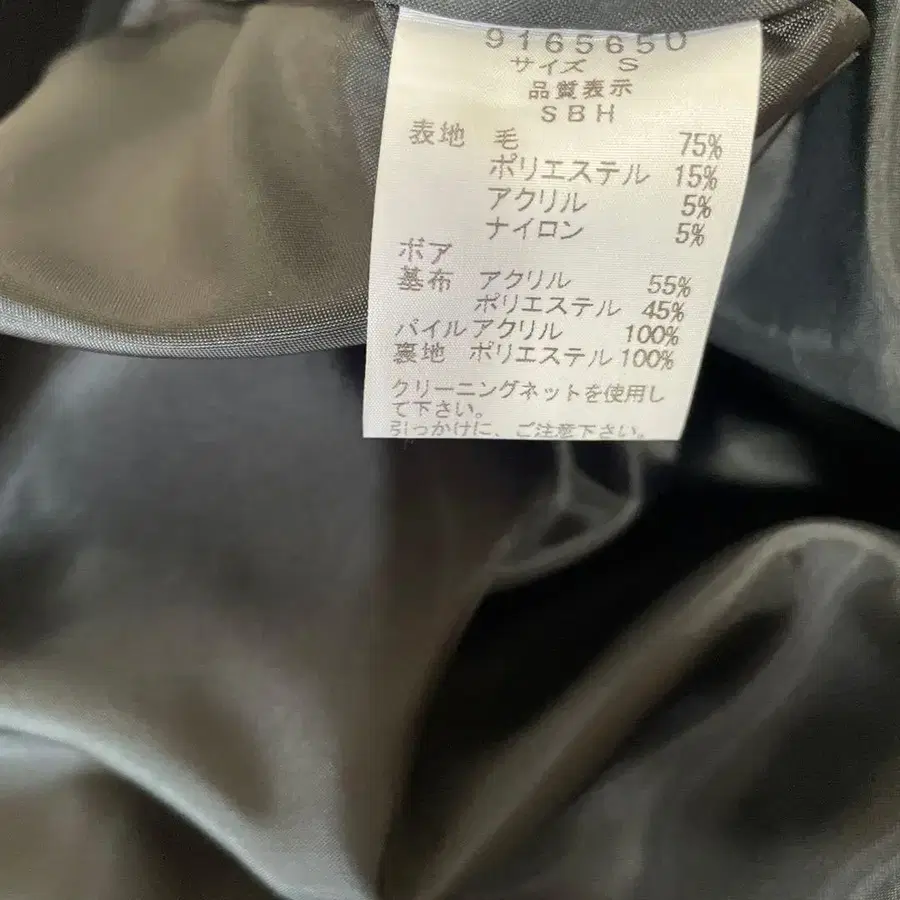 9165650
サイズ S
品質表示
SBH
表地 毛 75%
ポリエステル 15%
アクリル 5%
ナイロン 5%
ボア
基布 アクリル 55%
ポリエステル 45%
パイル アクリル 100%
裏地 ポリエステル 100%
クリーニングネットを使用し
て下さい。
引っかけに、ご注意下さい。